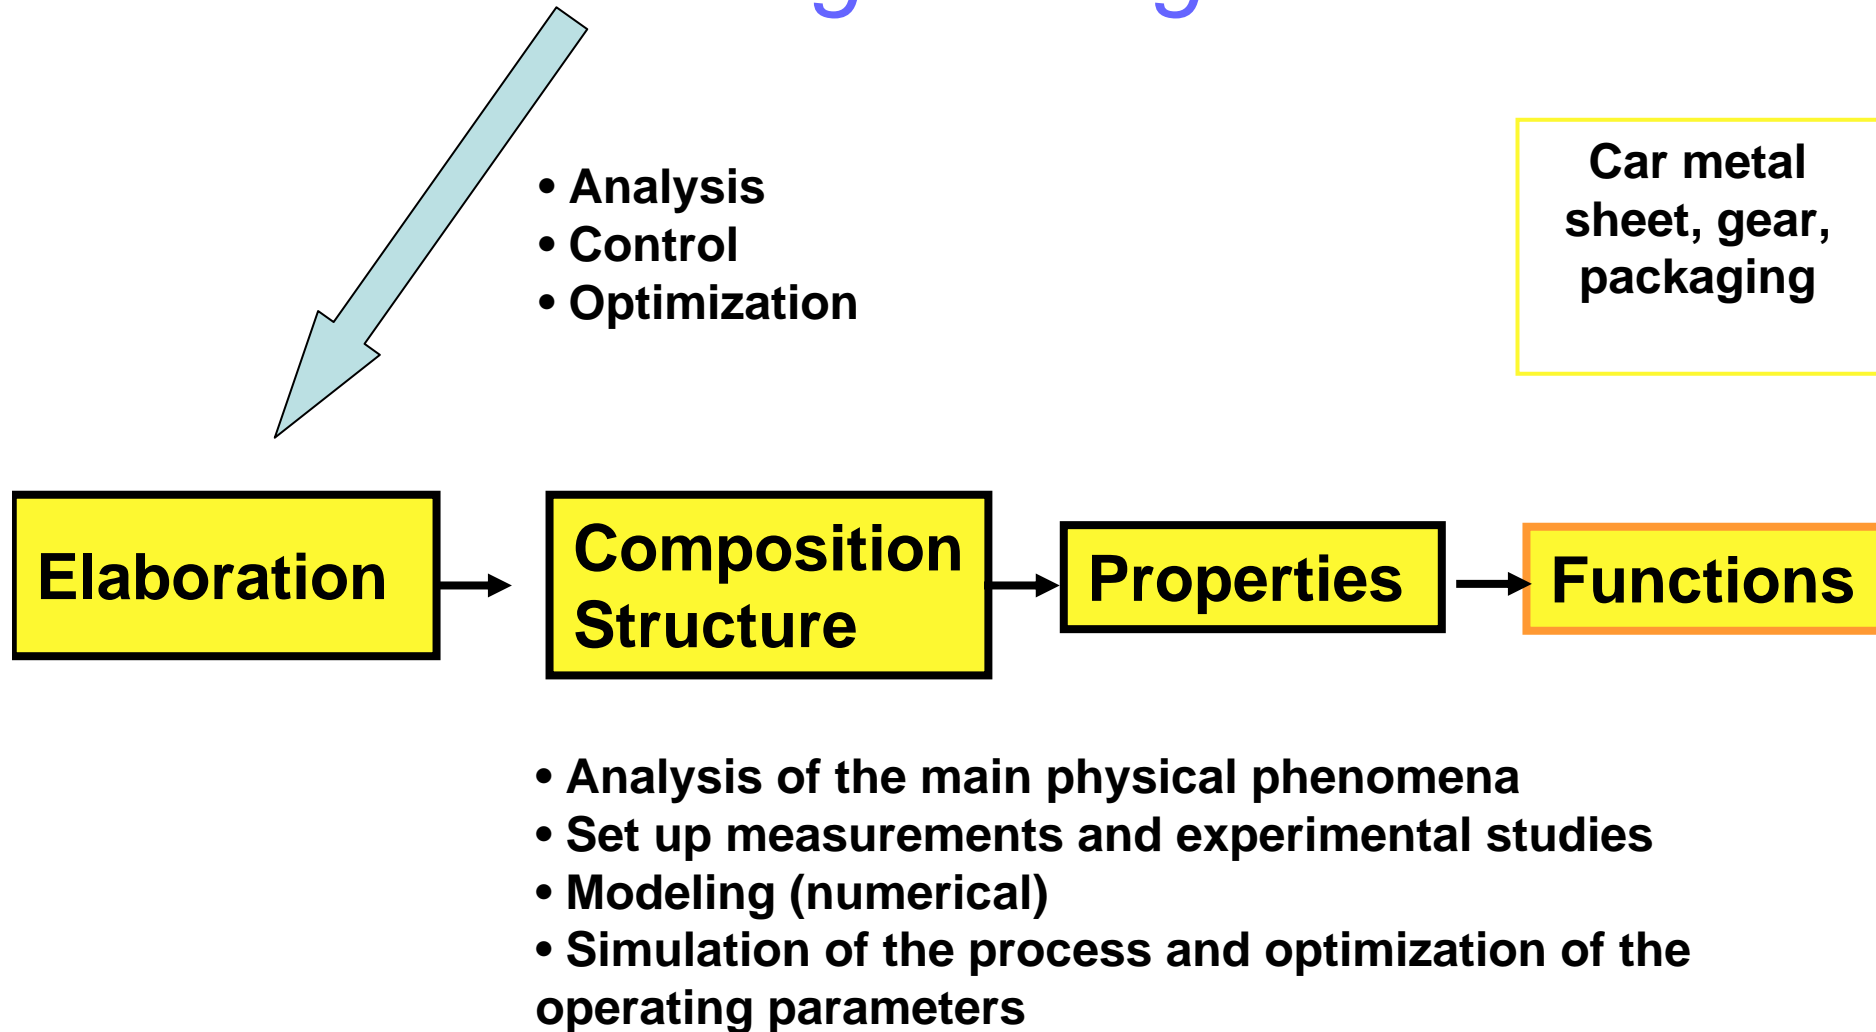 • Analysis
• Control
• Optimization
Car metal
sheet, gear,
packaging
Elaboration
Composition
Structure
Properties
Functions
• Analysis of the main physical phenomena
• Set up measurements and experimental studies
• Modeling (numerical)
• Simulation of the process and optimization of the
operating parameters